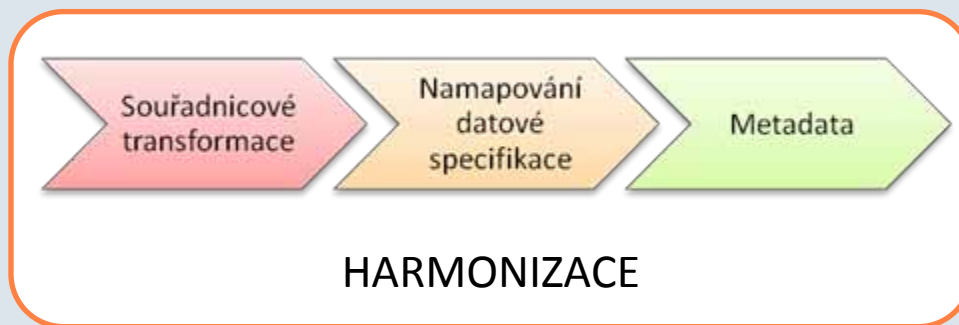 Souřadnicové
transformace
Namapování
datové
specifikace
Metadata
HARMONIZACE